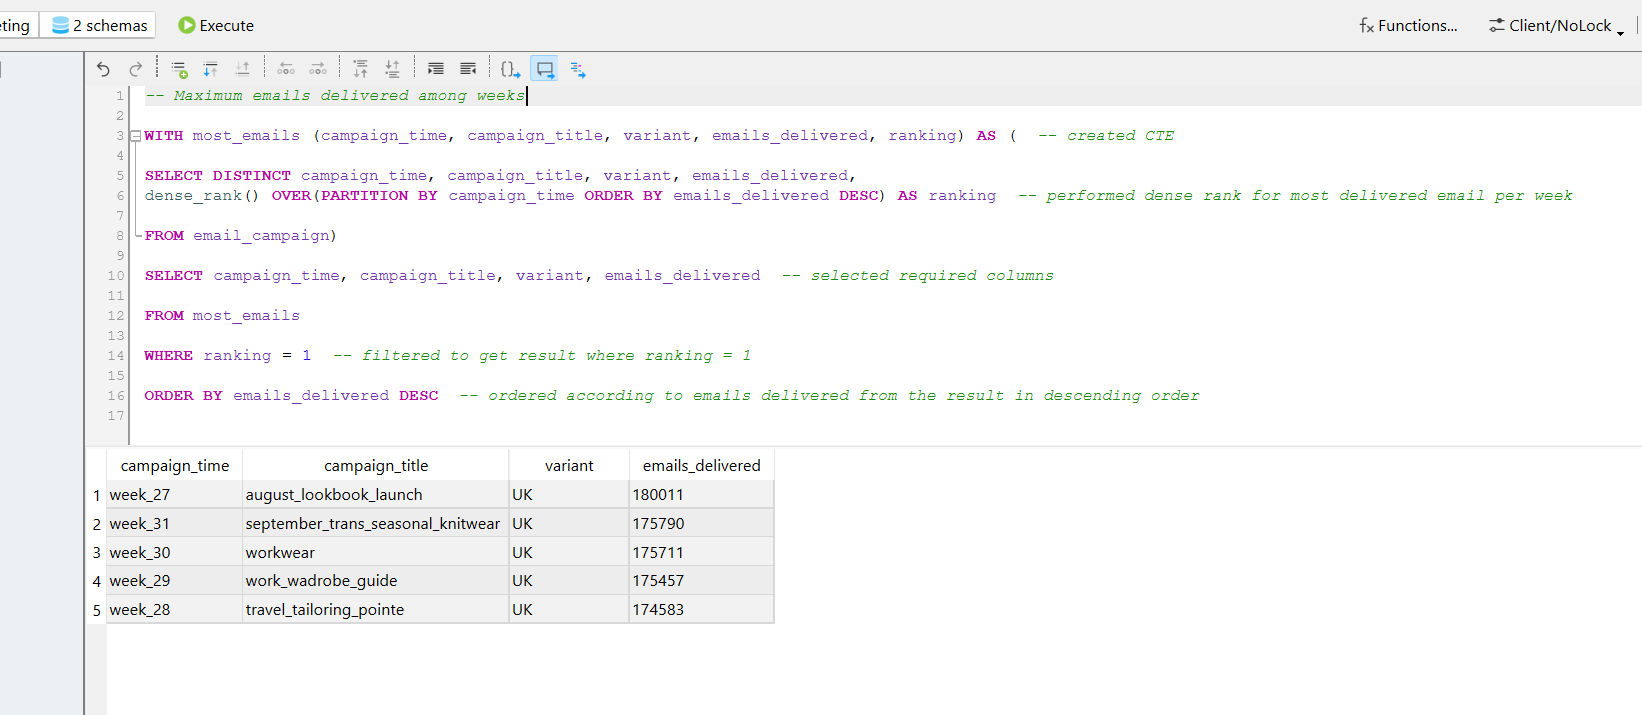 eting 2 schemas Execute Functions... Client/NoLock
1 -- Maximum emails delivered among weeks
2
3 WITH most_emails (campaign_time, campaign_title, variant, emails_delivered, ranking) AS ( -- created CTE
4
5 SELECT DISTINCT campaign_time, campaign_title, variant, emails_delivered,
6 dense_rank() OVER(PARTITION BY campaign_time ORDER BY emails_delivered DESC) AS ranking -- performed dense rank for most delivered email per week
7
8 FROM email_campaign)
9
10 SELECT campaign_time, campaign_title, variant, emails_delivered -- selected required columns
11
12 FROM most_emails
13
14 WHERE ranking = 1 -- filtered to get result where ranking = 1
15
16 ORDER BY emails_delivered DESC -- ordered according to emails delivered from the result in descending order
17
campaign_time campaign_title variant emails_delivered
1 week_27 august_lookbook_launch UK 180011
2 week_31 september_trans_seasonal_knitwear UK 175790
3 week_30 workwear UK 175711
4 week_29 work_wadrobe_guide UK 175457
5 week_28 travel_tailoring_pointe UK 174583